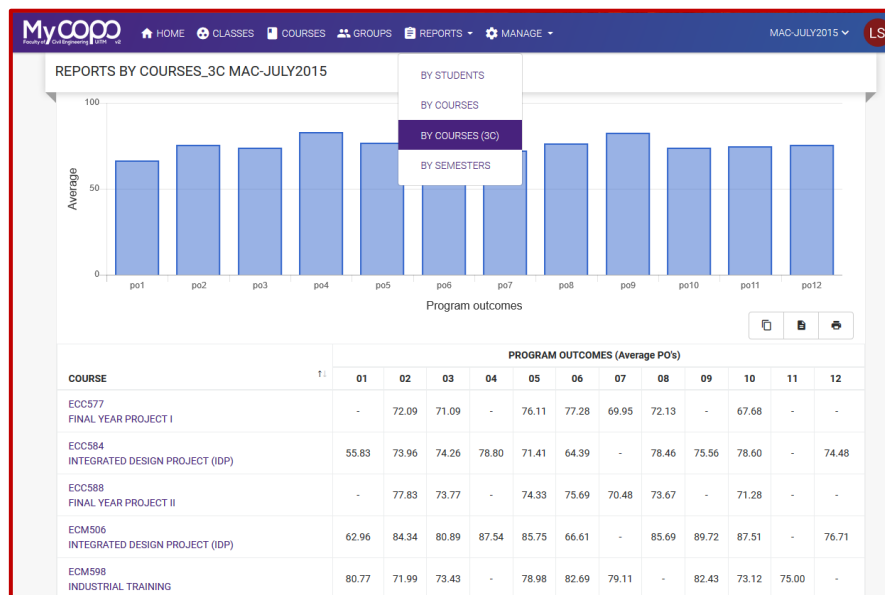 My COPO
Faculty of Civil Engineering UiTM v2
HOME CLASSES COURSES GROUPS REPORTS MANAGE MAC-JULY2015 LS
REPORTS BY COURSES_3C MAC-JULY2015
BY STUDENTS
BY COURSES
BY COURSES (3C)
BY SEMESTERS
100
50
0
Average
po1 po2 po3 po4 po5 po6 po7 po8 po9 po10 po11 po12
Program outcomes
PROGRAM OUTCOMES (Average PO's)
COURSE 01 02 03 04 05 06 07 08 09 10 11 12
ECC577
FINAL YEAR PROJECT I
- 72.09 71.09 - 76.11 77.28 69.95 72.13 - 67.68 - -
ECC584
INTEGRATED DESIGN PROJECT (IDP)
55.83 73.96 74.26 78.80 71.41 64.39 - 78.46 75.56 78.60 - 74.48
ECC588
FINAL YEAR PROJECT II
- 77.83 73.77 - 74.33 75.69 70.48 73.67 - 71.28 - -
ECM506
INTEGRATED DESIGN PROJECT (IDP)
62.96 84.34 80.89 87.54 85.75 66.61 - 85.69 89.72 87.51 - 76.71
ECM598
INDUSTRIAL TRAINING
80.77 71.99 73.43 - 78.98 82.69 79.11 - 82.43 73.12 75.00 -